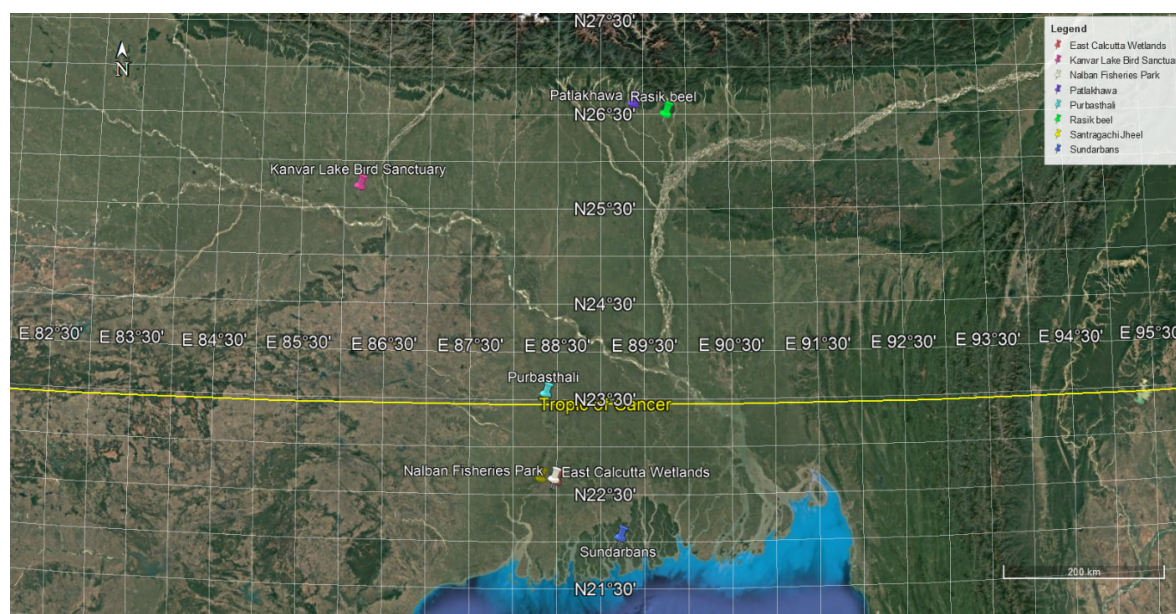 N27°30'
N
Legend
East Calcutta Wetlands
Kanvar Lake Bird Sanctuar
Nalban Fisheries Park
Patlakhawa
Purbasthali
Rasik beel
Santragachi Jheel
Sundarbans
Patlakhawa Rasik beel
N26°30'
Kanvar Lake Bird Sanctuary
N25°30'
N24°30'
E 82°30' E 83°30' E 84°30' E 85°30' E 86°30' E 87°30' E 88°30' E 89°30' E 90°30' E 91°30' E 92°30' E 93°30' E 94°30' E 95°30'
Purbasthali
N23°30'
Tropic of Cancer
Nalban Fisheries Park East Calcutta Wetlands
N22°30'
Sundarbans
200 km
N21°30'